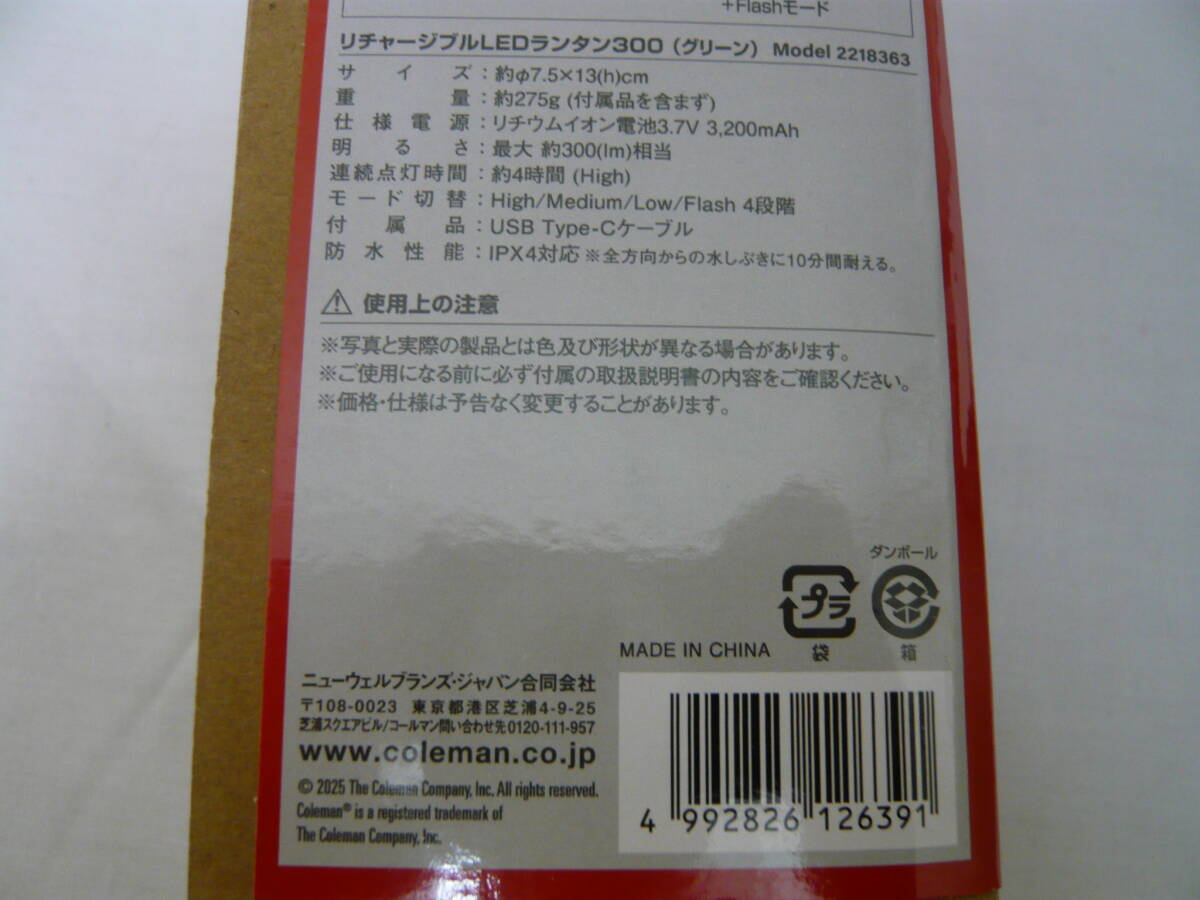 +Flashモード
リチャージブルLEDランタン300（グリーン） Model 2218363
サイズ：約φ7.5×13(h)cm
重量：約275g (付属品を含まず)
仕様電源：リチウムイオン電池3.7V 3,200mAh
明るさ：最大 約300(lm)相当
連続点灯時間：約4時間 (High)
モード切替：High/Medium/Low/Flash 4段階
付属品：USB Type-Cケーブル
防水性能：IPX4対応 ※全方向からの水しぶきに10分間耐える。
使用上の注意
※写真と実際の製品とは色及び形状が異なる場合があります。
※ご使用になる前に必ず付属の取扱説明書の内容をご確認ください。
※価格・仕様は予告なく変更することがあります。
ダンボール
プラ
袋
箱
MADE IN CHINA
ニューウェルブランズ・ジャパン合同会社
〒108-0023 東京都港区芝浦4-9-25
芝浦スクエアビル/コールマン問い合わせ先0120-111-957
www.coleman.co.jp
© 2025 The Coleman Company, Inc. All rights reserved.
Coleman® is a registered trademark of
The Coleman Company, Inc.
4 992826 126391